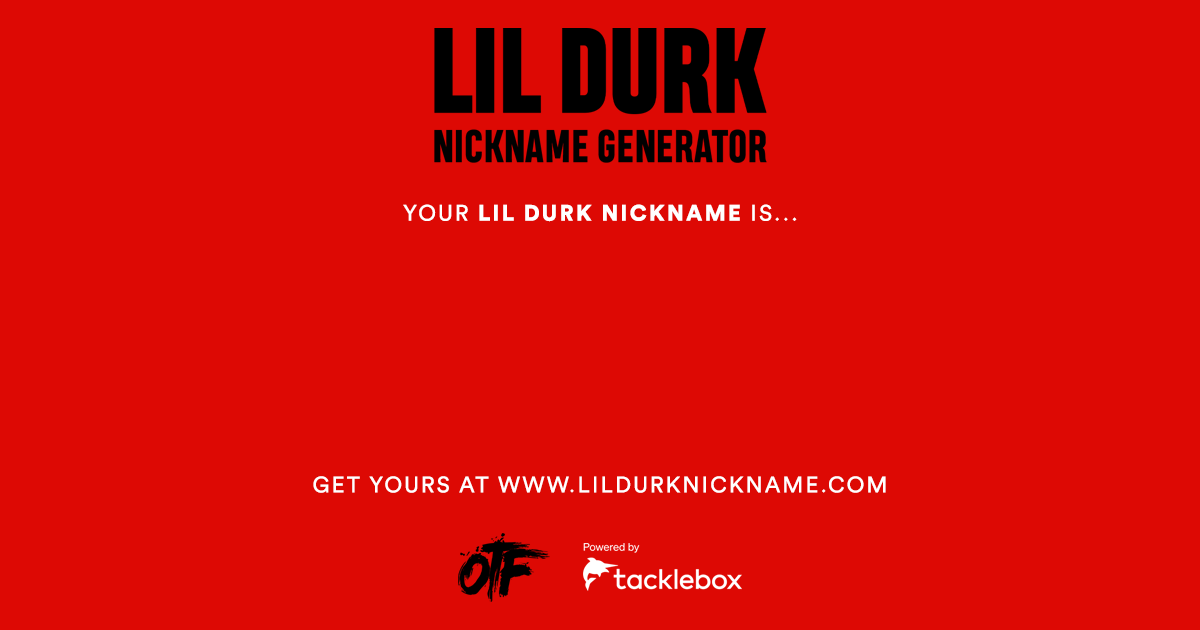 LIL DURK
NICKNAME GENERATOR
YOUR LIL DURK NICKNAME IS...
GET YOURS AT WWW.LILDURKNICKNAME.COM
OTF
Powered by
tacklebox